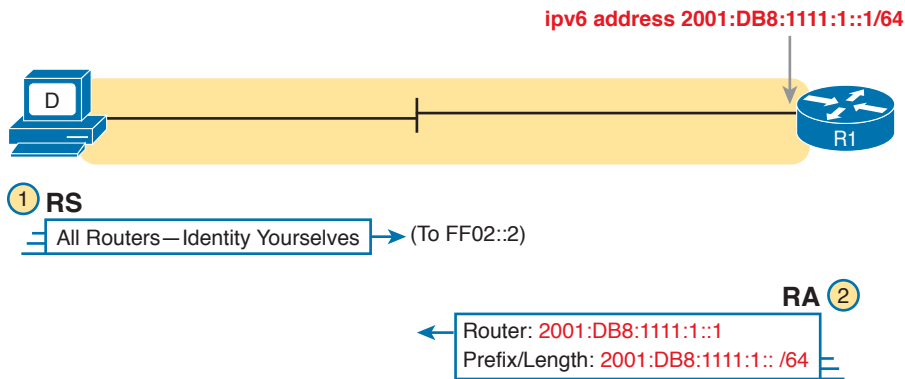 ipv6 address 2001:DB8:1111:1::1/64
D
R1
1 RS
All Routers—Identity Yourselves (To FF02::2)
RA 2
Router: 2001:DB8:1111:1::1
Prefix/Length: 2001:DB8:1111:1:: /64